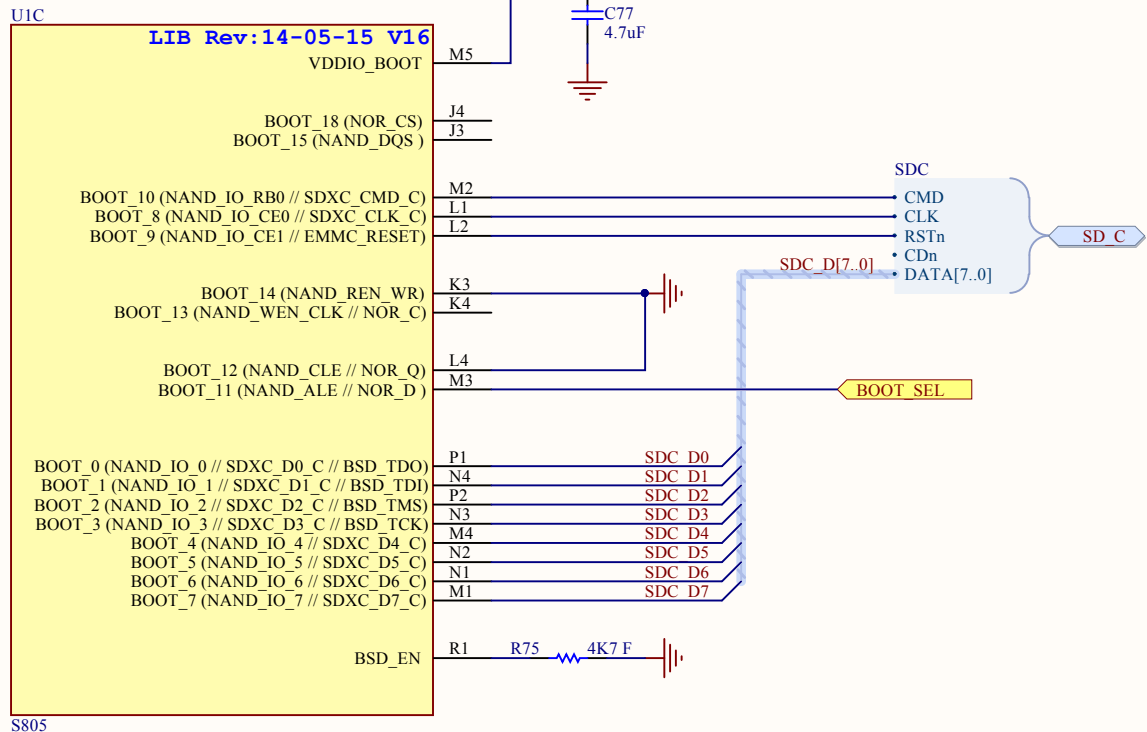 U1C
C77
4.7uF
LIB Rev:14-05-15 V16
VDDIO_BOOT M5
BOOT_18 (NOR_CS) J4
BOOT_15 (NAND_DQS ) J3
SDC
BOOT_10 (NAND_IO_RB0 // SDXC_CMD_C) M2 CMD
BOOT_8 (NAND_IO_CE0 // SDXC_CLK_C) L1 CLK
BOOT_9 (NAND_IO_CE1 // EMMC_RESET) L2 RSTn
SD_C
CDn
SDC_D[7..0] DATA[7..0]
BOOT_14 (NAND_REN_WR) K3
BOOT_13 (NAND_WEN_CLK // NOR_C) K4
BOOT_12 (NAND_CLE // NOR_Q) L4
BOOT_11 (NAND_ALE // NOR_D ) M3 BOOT_SEL
BOOT_0 (NAND_IO_0 // SDXC_D0_C // BSD_TDO) P1 SDC_D0
BOOT_1 (NAND_IO_1 // SDXC_D1_C // BSD_TDI) N4 SDC_D1
BOOT_2 (NAND_IO_2 // SDXC_D2_C // BSD_TMS) P2 SDC_D2
BOOT_3 (NAND_IO_3 // SDXC_D3_C // BSD_TCK) N3 SDC_D3
BOOT_4 (NAND_IO_4 // SDXC_D4_C) M4 SDC_D4
BOOT_5 (NAND_IO_5 // SDXC_D5_C) N2 SDC_D5
BOOT_6 (NAND_IO_6 // SDXC_D6_C) N1 SDC_D6
BOOT_7 (NAND_IO_7 // SDXC_D7_C) M1 SDC_D7
BSD_EN R1 R75 4K7 F
S805